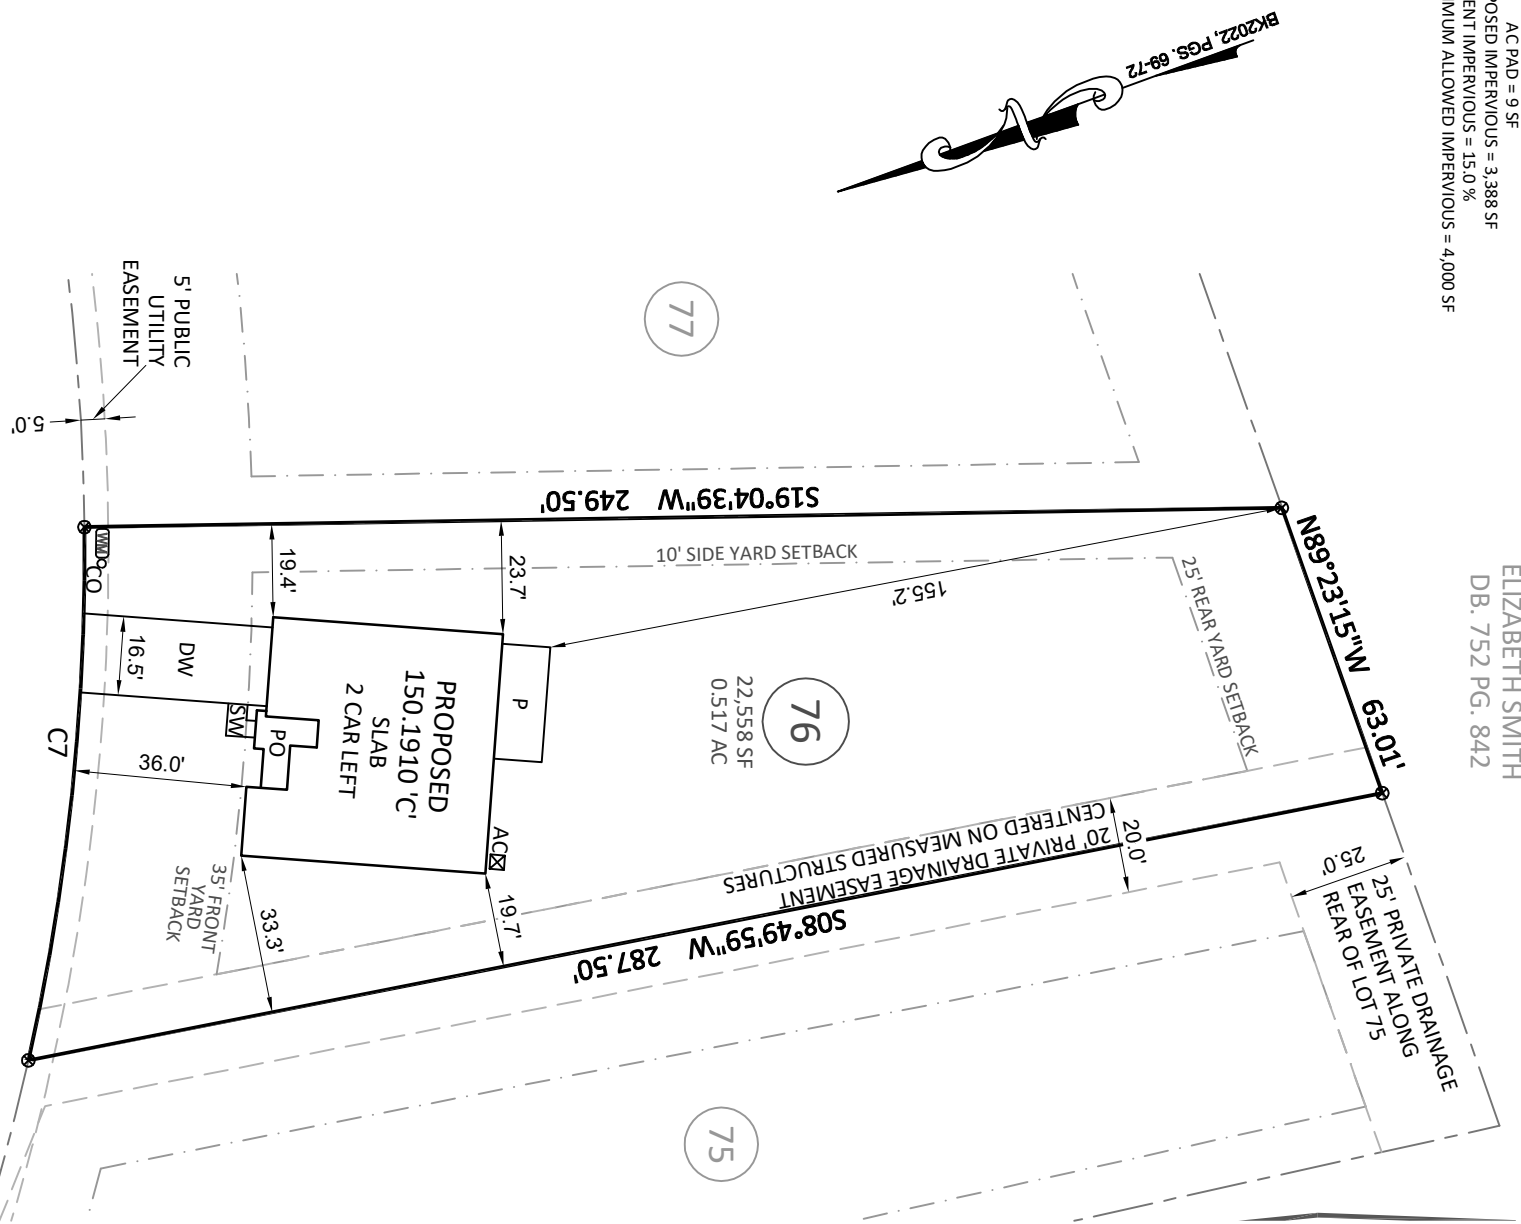 AC PAD = 9 SF
POSED IMPERVIOUS = 3,388 SF
ENT IMPERVIOUS = 15.0 %
MUM ALLOWED IMPERVIOUS = 4,000 SF
BK2022, PGS. 69-72
N
ELIZABETH SMITH
DB. 752 PG. 842
77
5' PUBLIC
UTILITY
EASEMENT
5.0'
S19°04'39"W 249.50'
N89°23'15"W 63.01'
10' SIDE YARD SETBACK
25' REAR YARD SETBACK
155.2'
19.4'
23.7'
WM
CO
16.5'
DW
SW
PO
P
PROPOSED
150.1910 'C'
SLAB
2 CAR LEFT
AC
76
22,558 SF
0.517 AC
C7
36.0'
35' FRONT
YARD
SETBACK
33.3'
19.7'
20' PRIVATE DRAINAGE EASEMENT
CENTERED ON MEASURED STRUCTURES
20.0'
S08°49'59"W 287.50'
25.0'
25' PRIVATE DRAINAGE
EASEMENT ALONG
REAR OF LOT 75
75